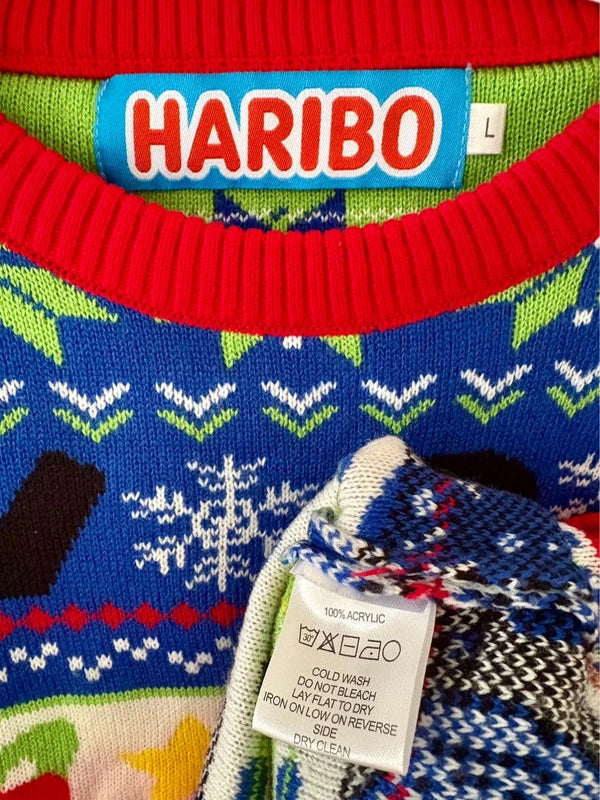 HARIBO
L
100% ACRYLIC
30°
COLD WASH
DO NOT BLEACH
LAY FLAT TO DRY
IRON ON LOW ON REVERSE
SIDE
DRY CLEAN